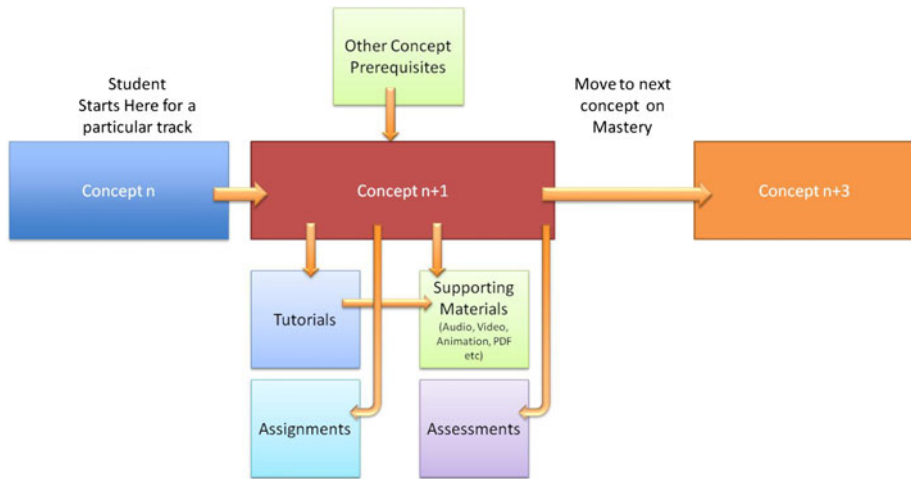 Other Concept
Prerequisites
Student
Starts Here for a
particular track
Move to next
concept on
Mastery
Concept n
Concept n+1
Concept n+3
Tutorials
Supporting
Materials
(Audio, Video,
Animation, PDF
etc)
Assignments
Assessments